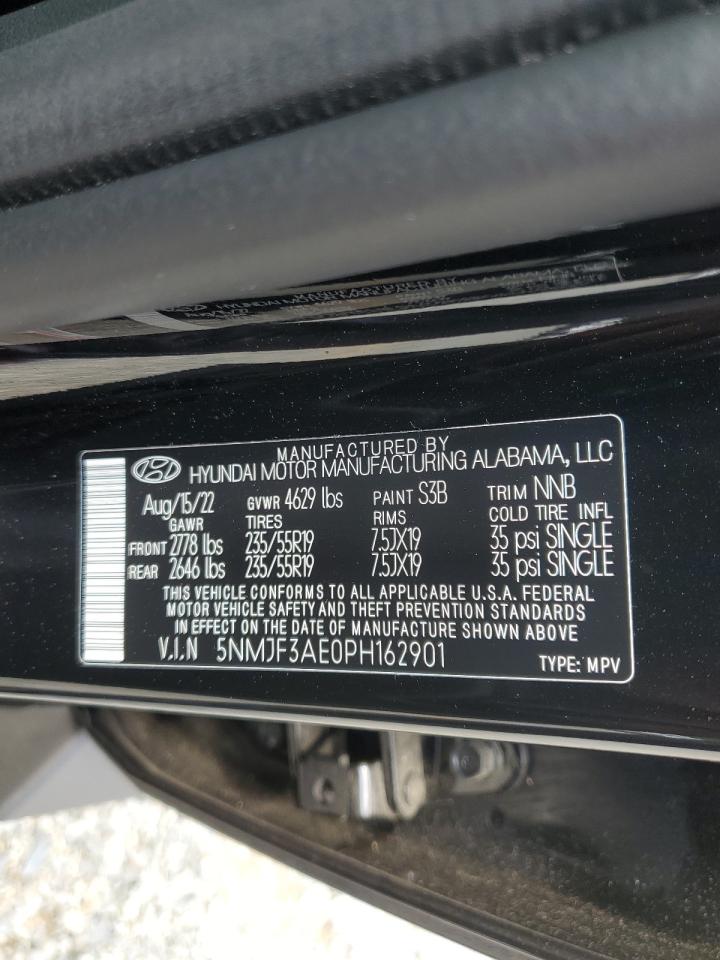 MANUFACTURED BY
HYUNDAI MOTOR MANUFACTURING ALABAMA, LLC
Aug/15/22 GVWR 4629 lbs PAINT S3B TRIM NNB
GAWR TIRES RIMS COLD TIRE INFL
FRONT 2778 lbs 235/55R19 7.5JX19 35 psi SINGLE
REAR 2646 lbs 235/55R19 7.5JX19 35 psi SINGLE
THIS VEHICLE CONFORMS TO ALL APPLICABLE U.S.A. FEDERAL
MOTOR VEHICLE SAFETY AND THEFT PREVENTION STANDARDS
IN EFFECT ON THE DATE OF MANUFACTURE SHOWN ABOVE
V.I.N 5NMJF3AE0PH162901 TYPE: MPV